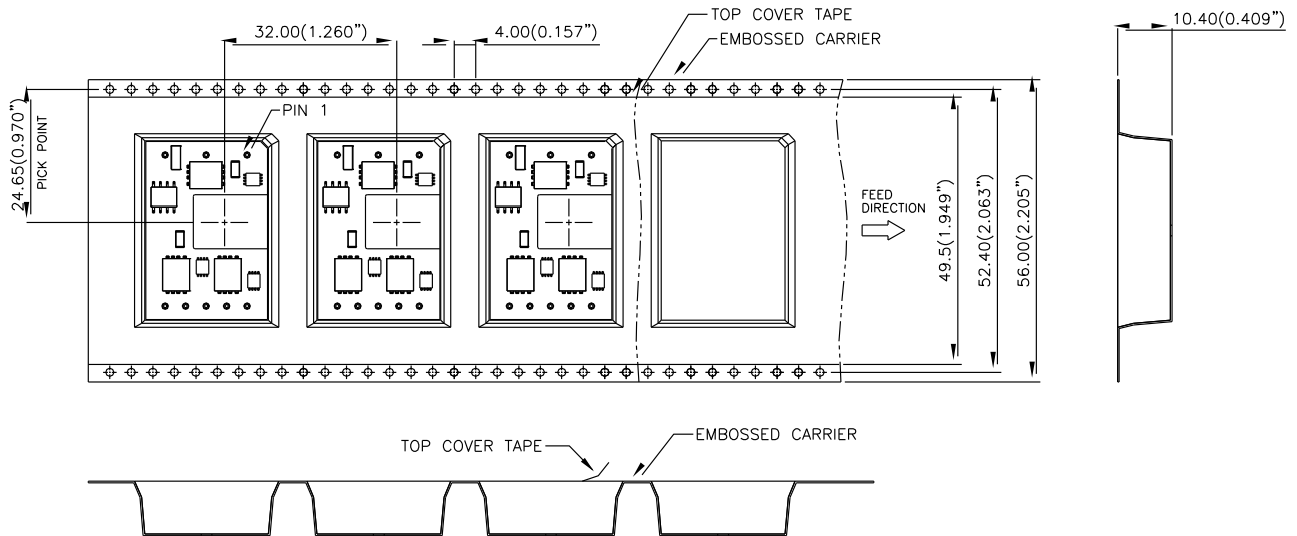 TOP COVER TAPE
10.40(0.409")
32.00(1.260")
4.00(0.157")
EMBOSSED CARRIER
PIN 1
24.65(0.970")
PICK POINT
FEED
DIRECTION
49.5(1.949")
52.40(2.063")
56.00(2.205")
TOP COVER TAPE
EMBOSSED CARRIER